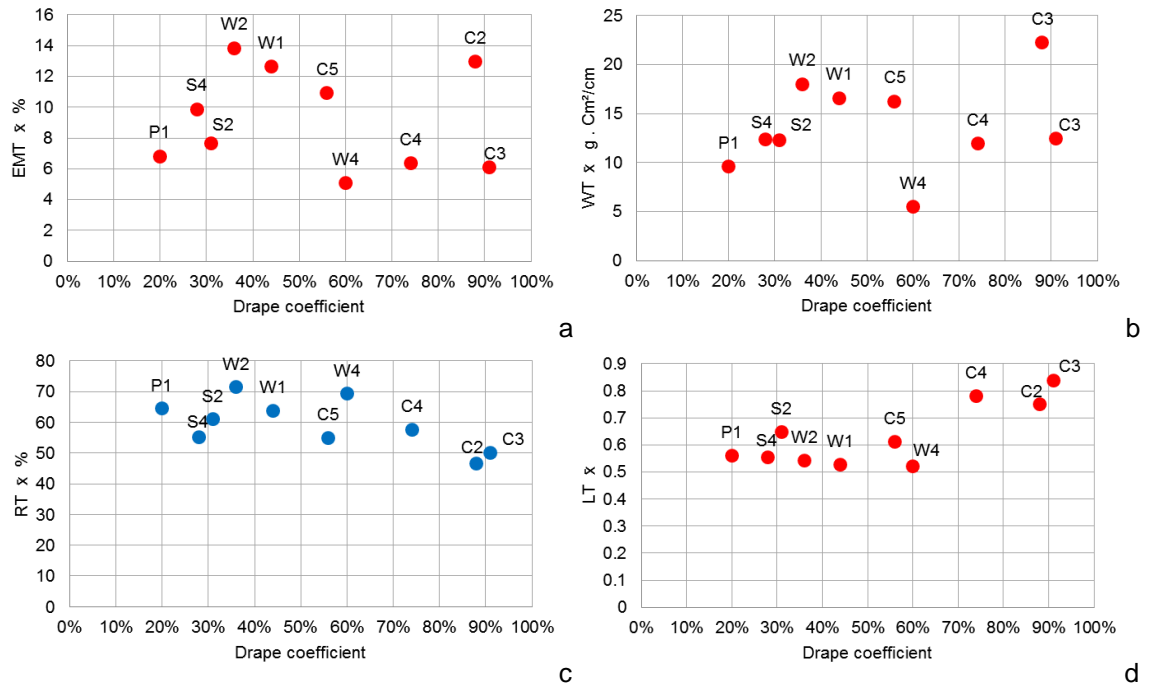 EMT x̄ %
16
14
12
10
8
6
4
2
0
P1
S4
S2
W2
W1
C5
W4
C4
C2
C3
0% 10% 20% 30% 40% 50% 60% 70% 80% 90% 100%
Drape coefficient
a
WT x̄ g . Cm²/cm
25
20
15
10
5
0
P1
S4
S2
W2
W1
C5
W4
C4
C3
C3
0% 10% 20% 30% 40% 50% 60% 70% 80% 90% 100%
Drape coefficient
b
RT x̄ %
80
70
60
50
40
30
20
10
0
P1
S4
S2
W2
W1
C5
W4
C4
C2
C3
0% 10% 20% 30% 40% 50% 60% 70% 80% 90% 100%
Drape coefficient
c
LT x̄
0.9
0.8
0.7
0.6
0.5
0.4
0.3
0.2
0.1
0
P1
S4
S2
W2
W1
C5
W4
C4
C2
C3
0% 10% 20% 30% 40% 50% 60% 70% 80% 90% 100%
Drape coefficient
d